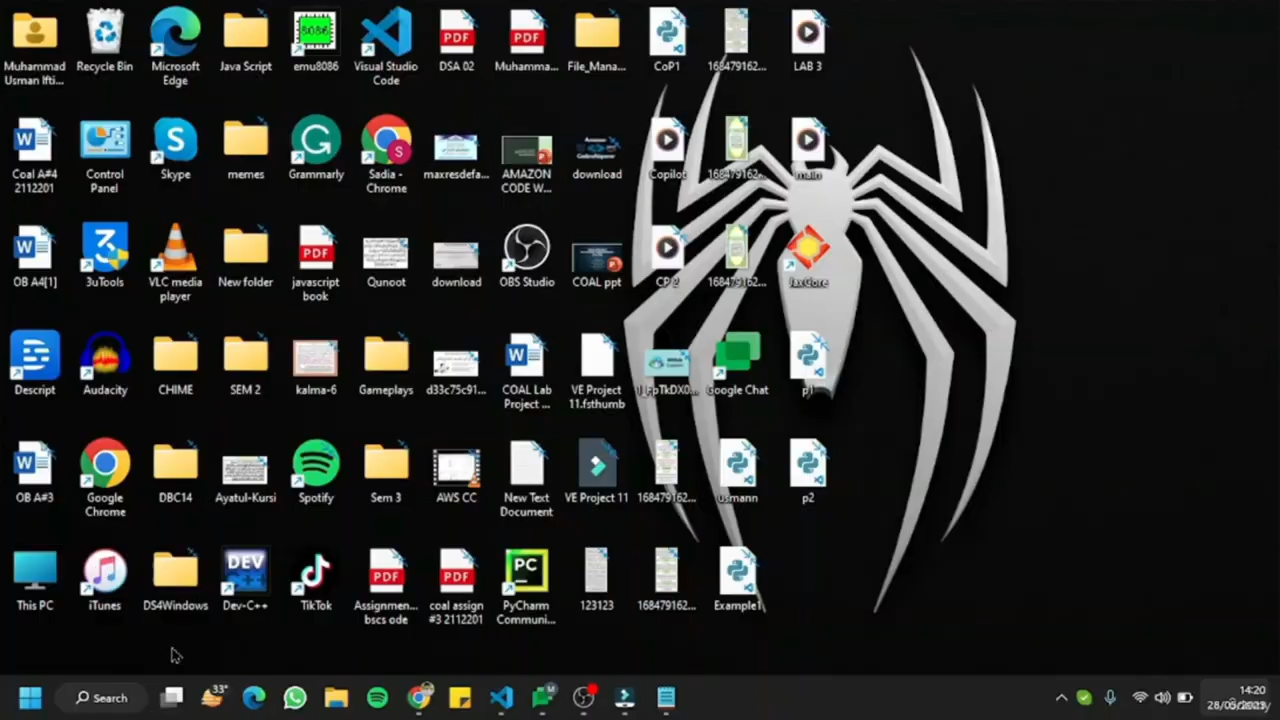 Muhammad
Usman Ifti...
Recycle Bin
Microsoft
Edge
Java Script
8086
emu8086
Visual Studio
Code
PDF
DSA 02
PDF
Muhamma...
File_Mana...
CoP1
168479162...
LAB 3
Coal A#4
2112201
Control
Panel
Skype
memes
Grammarly
S
Sadia -
Chrome
maxresdefa...
AMAZON
CODE W...
download
Copilot
168479162...
main
OB A4[1]
3uTools
VLC media
player
New folder
PDF
javascript
book
Qunoot
download
OBS Studio
COAL ppt
CP 2
168479162...
JaxCore
Descript
Audacity
CHIME
SEM 2
kalma-6
Gameplays
d33c75c91...
COAL Lab
Project ...
VE Project
11.fsthumb
1_FpTkDX0...
Google Chat
p1
OB A#3
Google
Chrome
DBC14
Ayatul-Kursi
Spotify
Sem 3
AWS CC
New Text
Document
VE Project 11
168479162...
usmann
p2
This PC
iTunes
DS4Windows
DEV
Dev-C++
TikTok
PDF
Assignmen...
bscs ode
PDF
coal assign
#3 2112201
PC
PyCharm
Communi...
123123
168479162...
Example1
Search
33°
14:20